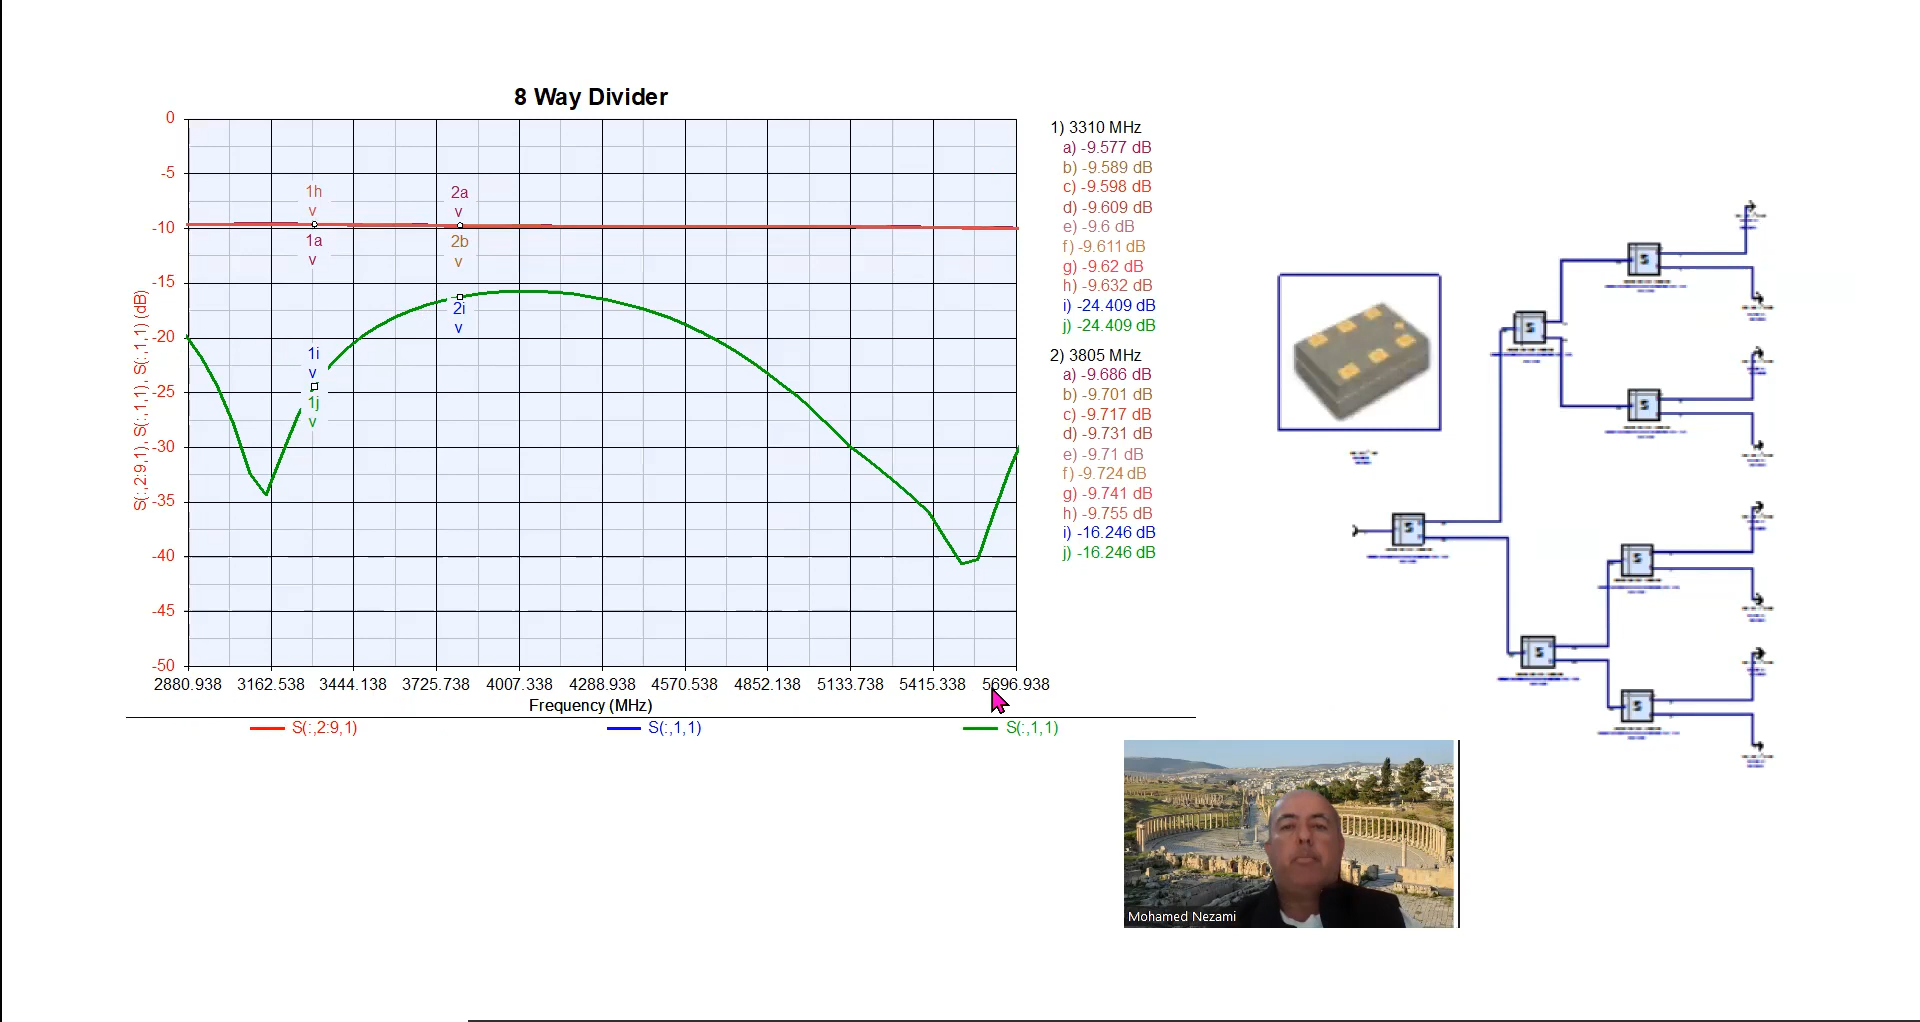 8 Way Divider
0
-5
-10
-15
-20
-25
-30
-35
-40
-45
-50
S(:,2:9,1), S(:,1,1), S(:,1,1) (dB)
1h
v
1a
v
2a
v
2b
v
2i
v
1i
v
1j
v
2880.938 3162.538 3444.138 3725.738 4007.338 4288.938 4570.538 4852.138 5133.738 5415.338 5696.938
Frequency (MHz)
S(:,2:9,1) S(:,1,1) S(:,1,1)
1) 3310 MHz
a) -9.577 dB
b) -9.589 dB
c) -9.598 dB
d) -9.609 dB
e) -9.6 dB
f) -9.611 dB
g) -9.62 dB
h) -9.632 dB
i) -24.409 dB
j) -24.409 dB
2) 3805 MHz
a) -9.686 dB
b) -9.701 dB
c) -9.717 dB
d) -9.731 dB
e) -9.71 dB
f) -9.724 dB
g) -9.741 dB
h) -9.755 dB
i) -16.246 dB
j) -16.246 dB
S
S
S
S
S
S
S
Mohamed Nezami